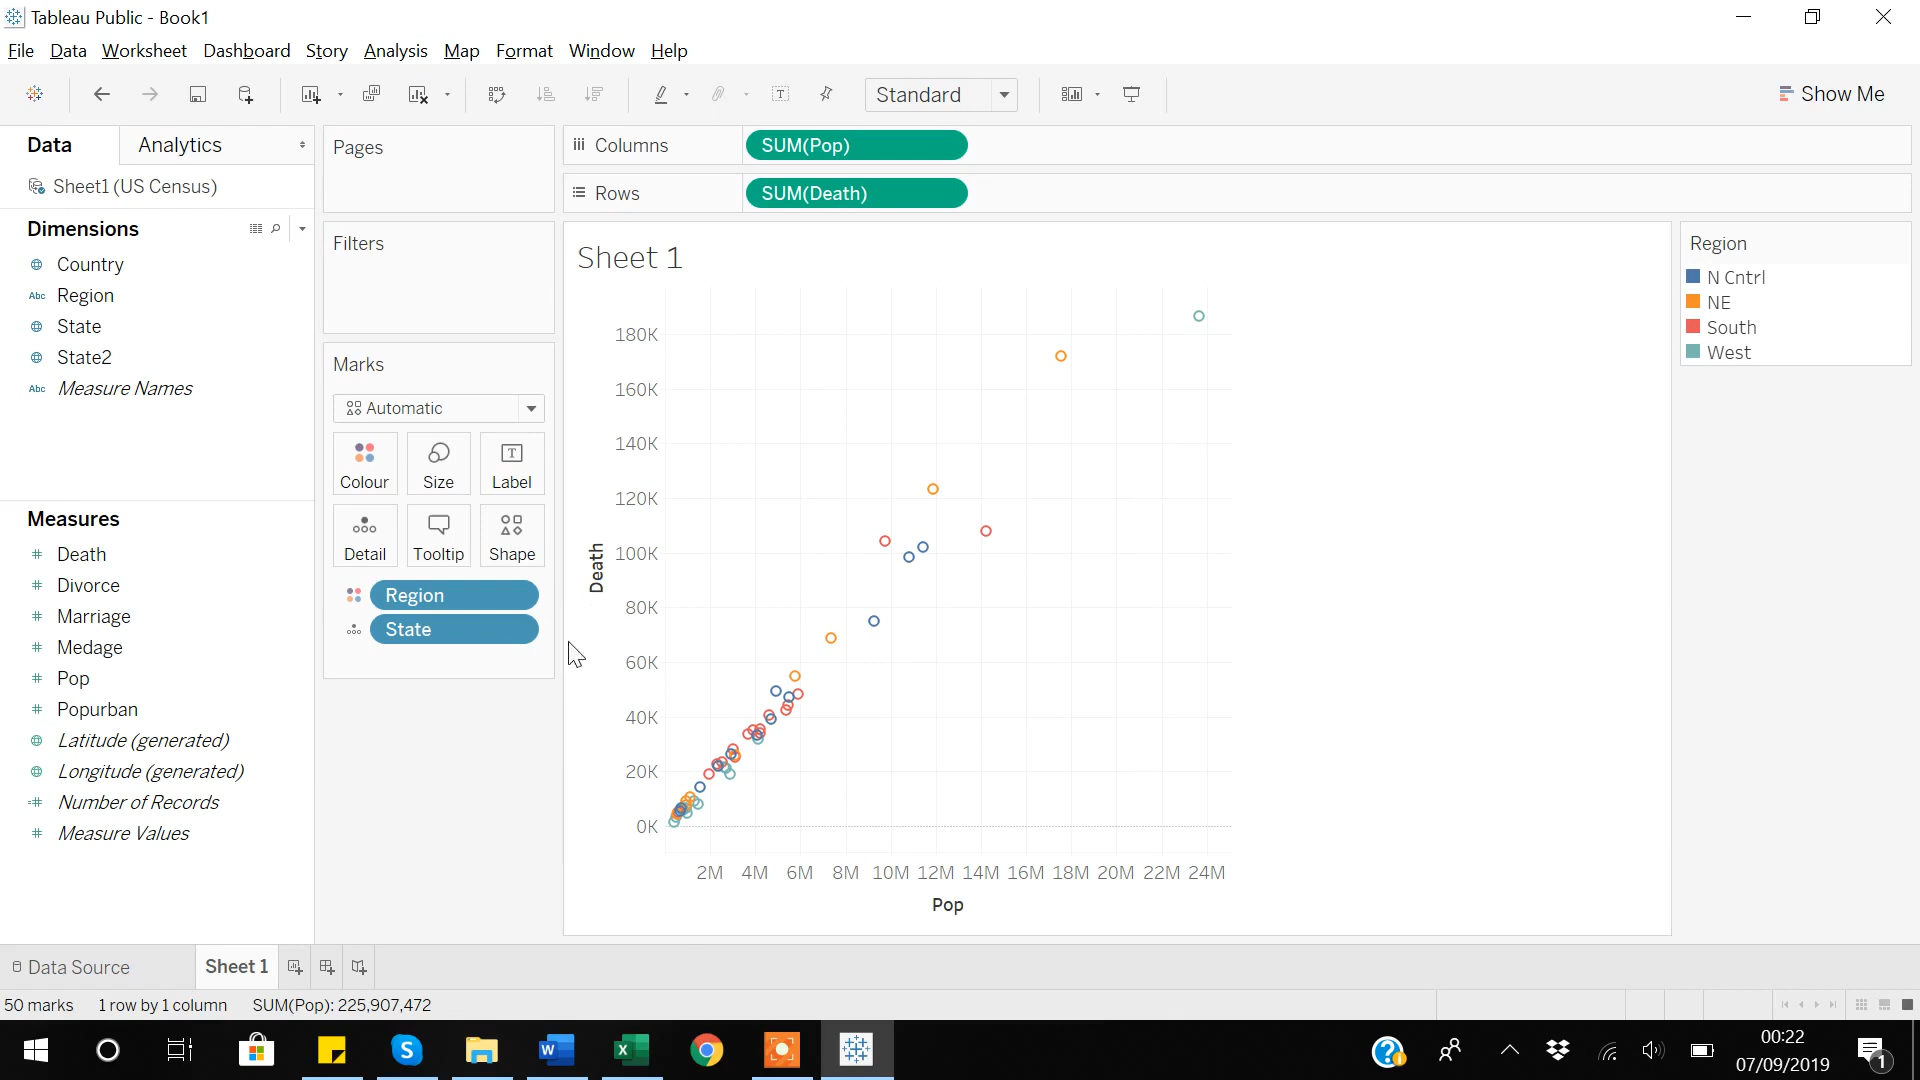 Tableau Public - Book1
File Data Worksheet Dashboard Story Analysis Map Format Window Help
Standard
Show Me
Data
Analytics
Sheet1 (US Census)
Dimensions
Country
Abc Region
State
State2
Abc Measure Names
Measures
Death
Divorce
Marriage
Medage
Pop
Popurban
Latitude (generated)
Longitude (generated)
Number of Records
Measure Values
Pages
Filters
Marks
Automatic
Colour
Size
Label
Detail
Tooltip
Shape
Region
State
Columns
SUM(Pop)
Rows
SUM(Death)
Sheet 1
180K
160K
140K
120K
100K
80K
60K
40K
20K
0K
Death
2M 4M 6M 8M 10M 12M 14M 16M 18M 20M 22M 24M
Pop
Region
N Cntrl
NE
South
West
Data Source
Sheet 1
50 marks 1 row by 1 column SUM(Pop): 225,907,472
00:22
07/09/2019
1